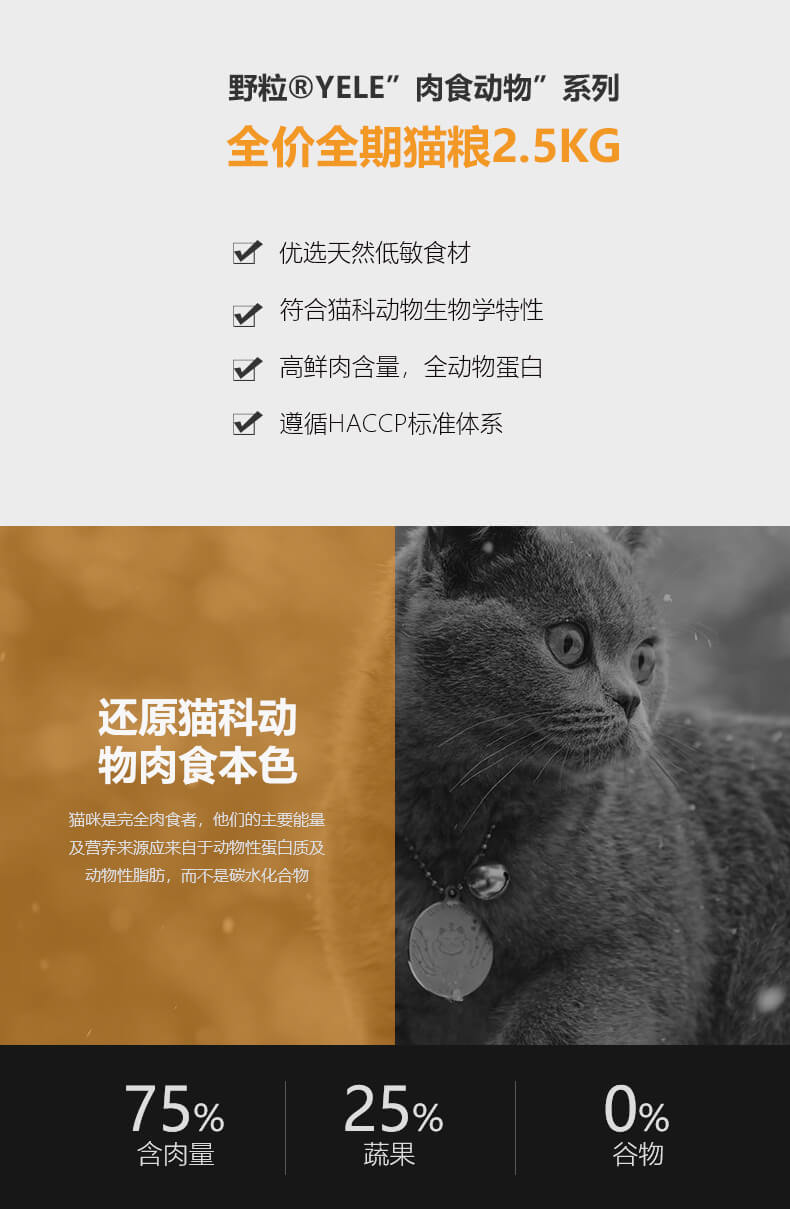 野粒®YELE”肉食动物”系列
全价全期猫粮2.5KG
优选天然低敏食材
符合猫科动物生物学特性
高鲜肉含量，全动物蛋白
遵循HACCP标准体系
还原猫科动
物肉食本色
猫咪是完全肉食者，他们的主要能量
及营养来源应来自于动物性蛋白质及
动物性脂肪，而不是碳水化合物
75% 25% 0%
含肉量 蔬果 谷物